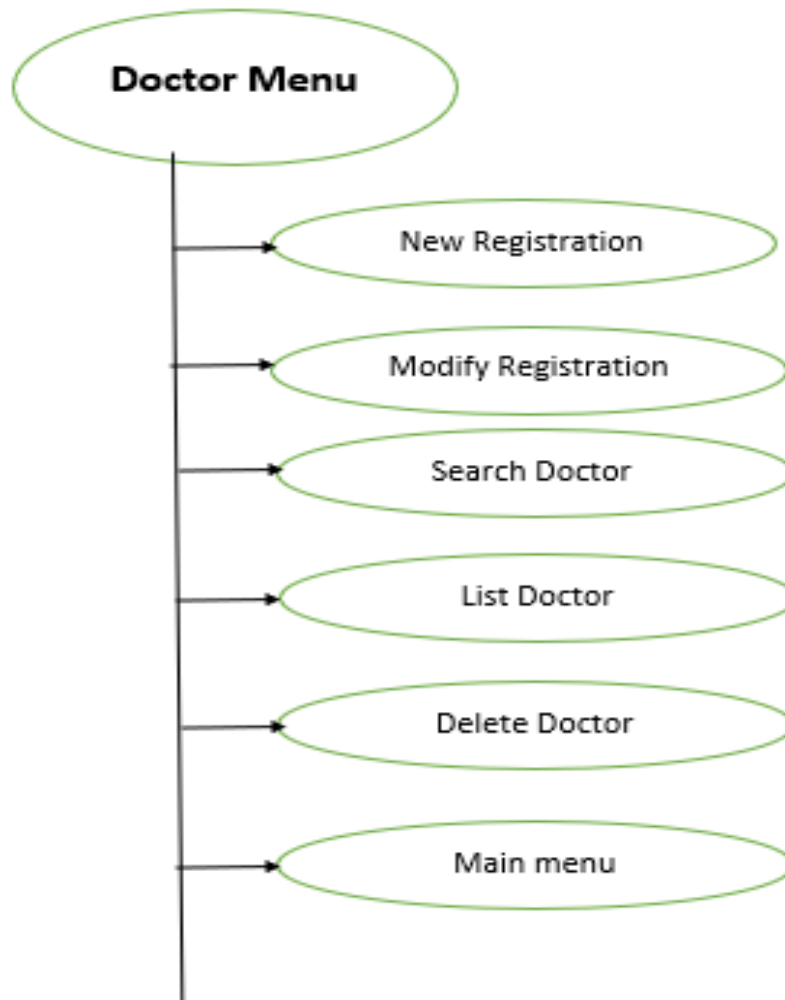 Doctor Menu
New Registration
Modify Registration
Search Doctor
List Doctor
Delete Doctor
Main menu